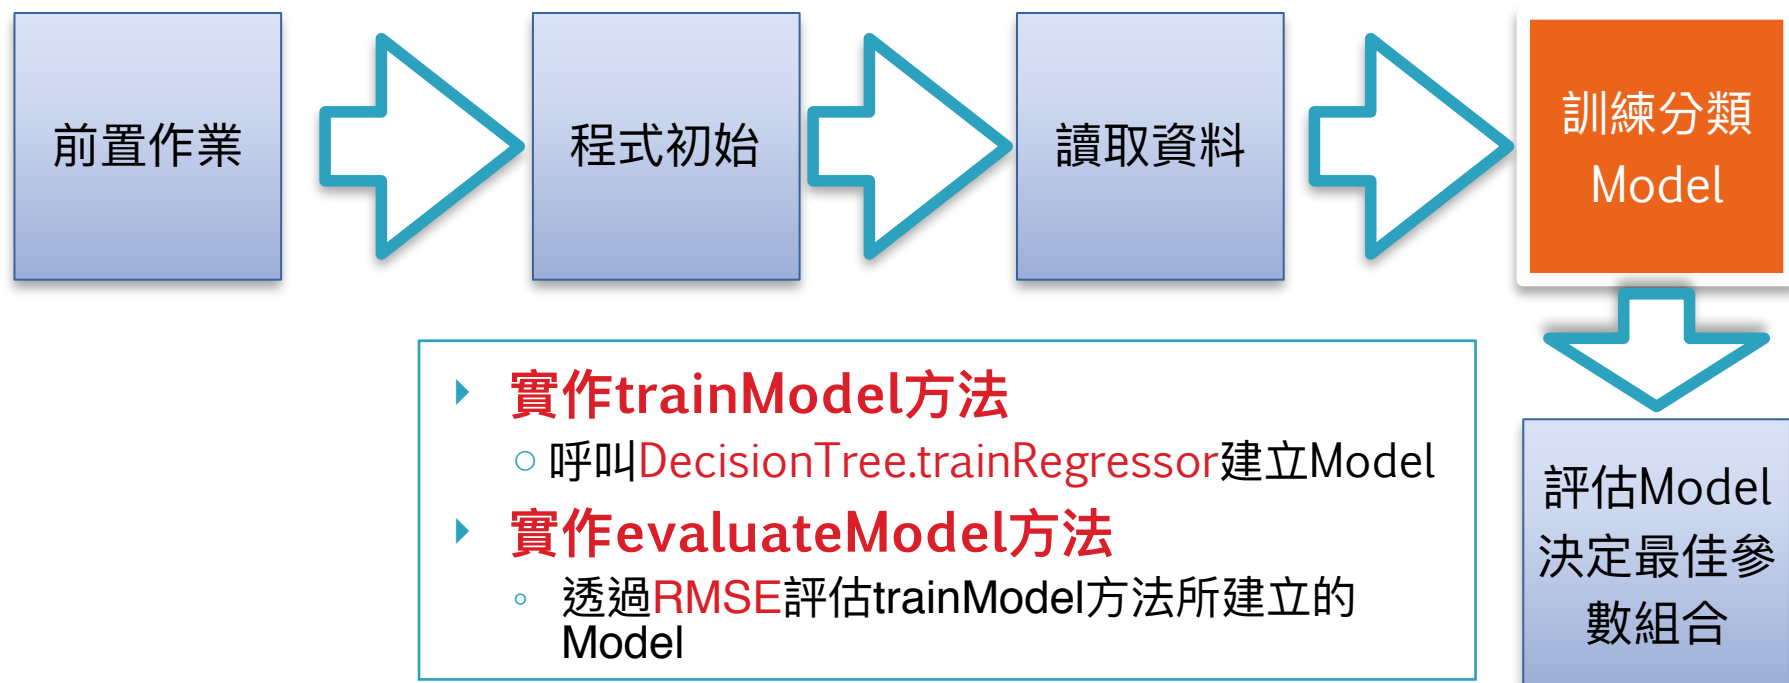 前置作業
程式初始
讀取資料
訓練分類
Model
實作trainModel方法
呼叫DecisionTree.trainRegressor建立Model
實作evaluateModel方法
透過RMSE評估trainModel方法所建立的
Model
評估Model
決定最佳參
數組合